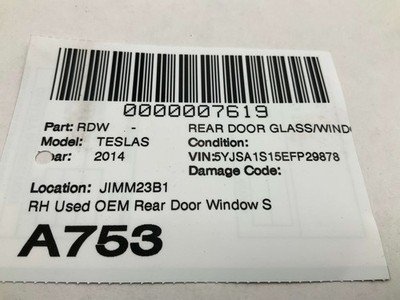 0000007619
Part: RDW - REAR DOOR GLASS/WIND
Model: TESLAS Condition:
ear: 2014 VIN:5YJSA1S15EFP29878
Damage Code:
Location: JIMM23B1
RH Used OEM Rear Door Window S
A753